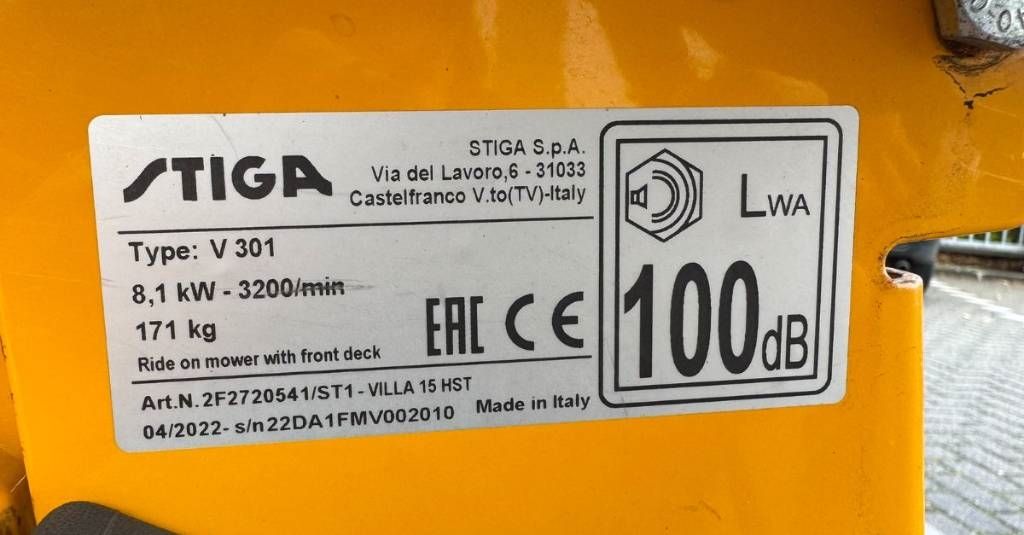 STIGA
STIGA S.p.A.
Via del Lavoro,6 - 31033
Castelfranco V.to(TV)-Italy
Type: V 301
8,1 kW - 3200/min
171 kg
Ride on mower with front deck
EAC CE
Art.N. 2F2720541/ST1 - VILLA 15 HST
04/2022- s/n22DA1FMV002010
Made in Italy
LWA
100dB